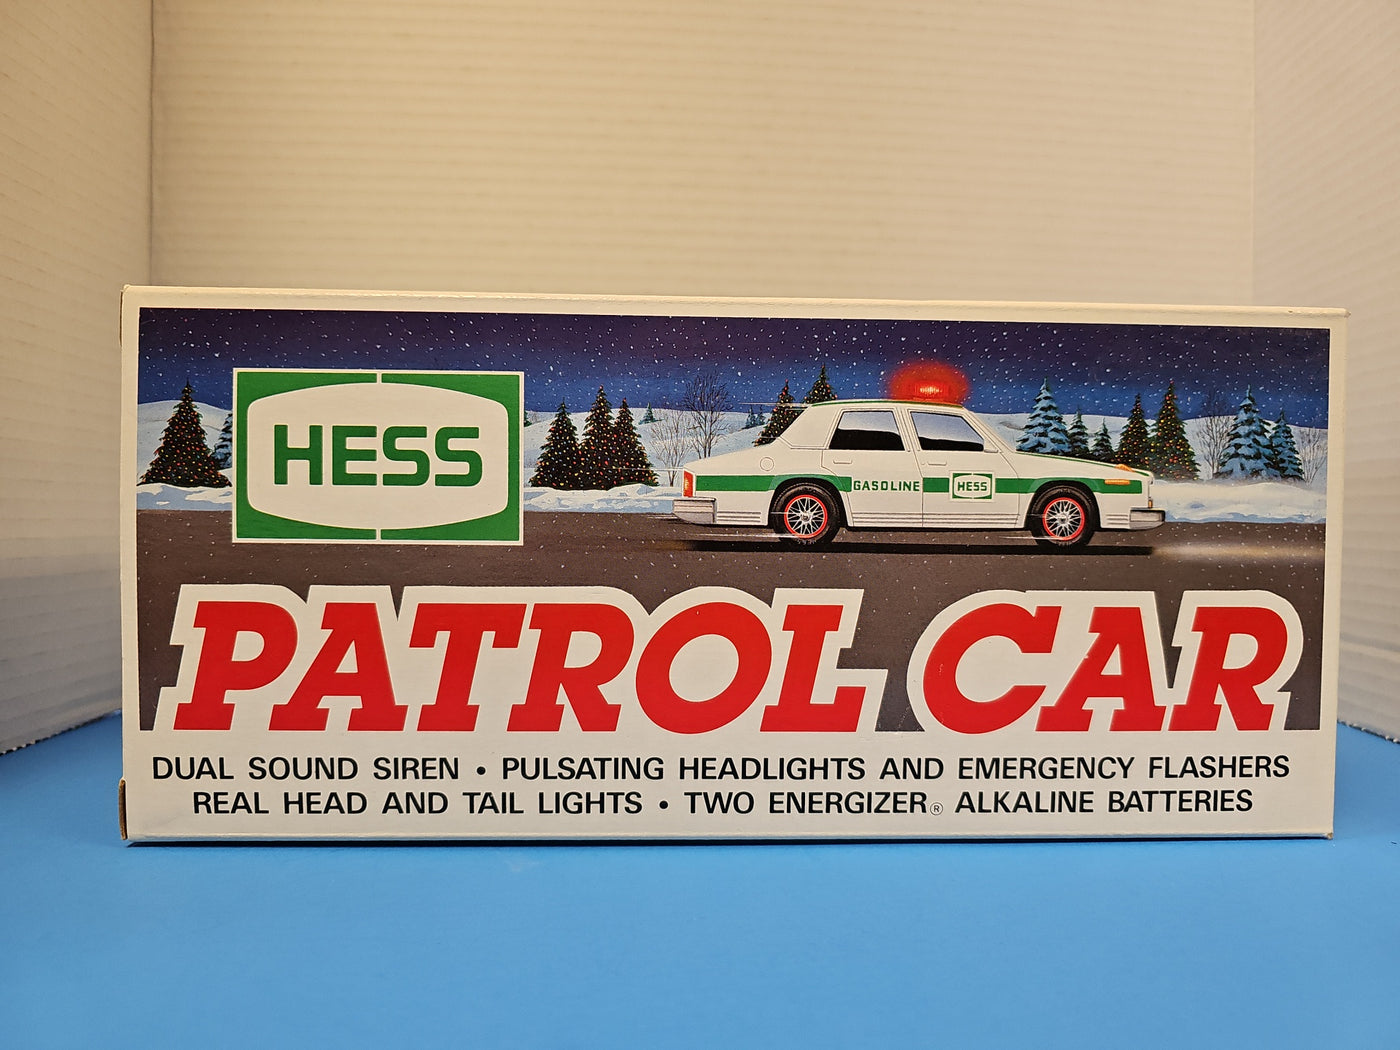 HESS
GASOLINE HESS
PATROL CAR
DUAL SOUND SIREN • PULSATING HEADLIGHTS AND EMERGENCY FLASHERS
REAL HEAD AND TAIL LIGHTS • TWO ENERGIZER® ALKALINE BATTERIES